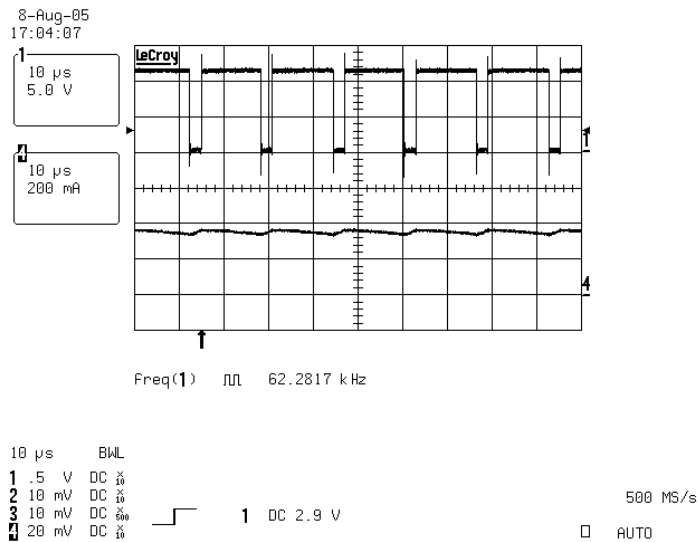 8-Aug-05
17:04:07
1
10 µs
5.0 V
4
10 µs
200 mA
LeCroy
1
4
Freq(1) 62.2817 kHz
10 µs BWL
1 .5 V DC X10
2 10 mV DC X10
3 10 mV DC X500
4 20 mV DC X10
1 DC 2.9 V
500 MS/s
AUTO